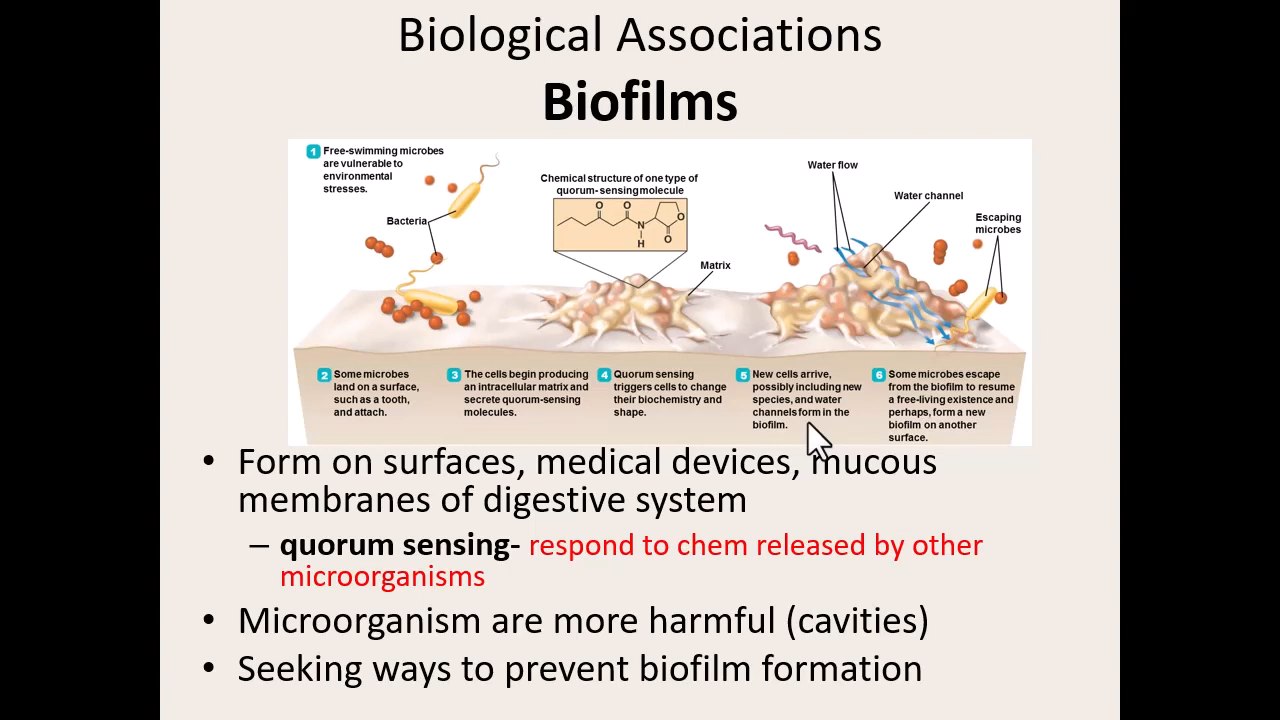 Biological Associations
Biofilms
1 Free-swimming microbes
are vulnerable to
environmental
stresses.
Bacteria
Chemical structure of one type of
quorum-sensing molecule
O
O
N
H
O
O
Matrix
Water flow
Water channel
Escaping
microbes
2 Some microbes
land on a surface,
such as a tooth,
and attach.
3 The cells begin producing
an intracellular matrix and
secrete quorum-sensing
molecules.
4 Quorum sensing
triggers cells to change
their biochemistry and
shape.
5 New cells arrive,
possibly including new
species, and water
channels form in the
biofilm.
6 Some microbes escape
from the biofilm to resume
a free-living existence and
perhaps, form a new
biofilm on another
surface.
• Form on surfaces, medical devices, mucous
membranes of digestive system
– quorum sensing- respond to chem released by other
microorganisms
• Microorganism are more harmful (cavities)
• Seeking ways to prevent biofilm formation